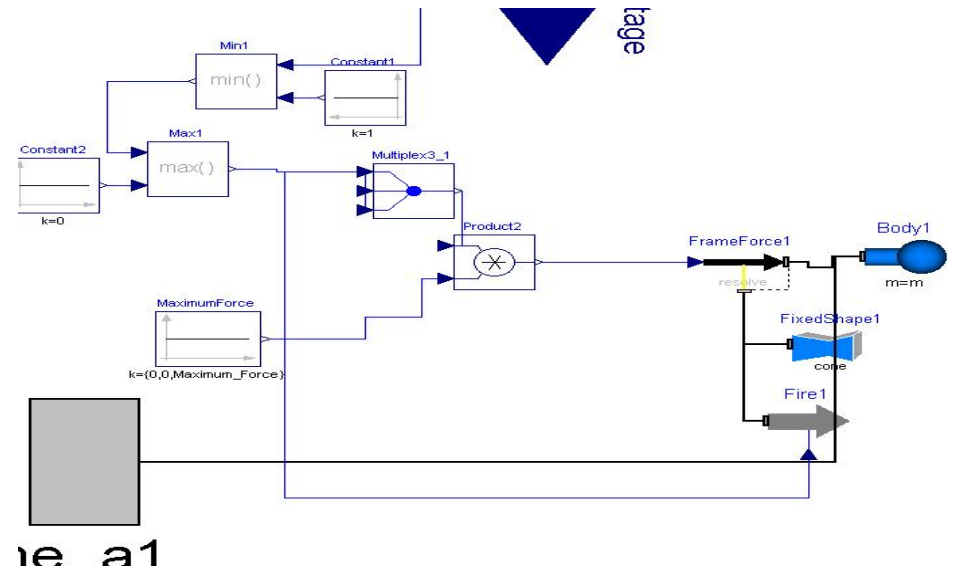 tage
Min1
min()
Constant1
k=1
Constant2
k=0
Max1
max()
Multiplex3_1
Product2
FrameForce1
resolve
Body1
m=m
MaximumForce
k={0,0,Maximum_Force}
FixedShape1
cone
Fire1
ne_a1